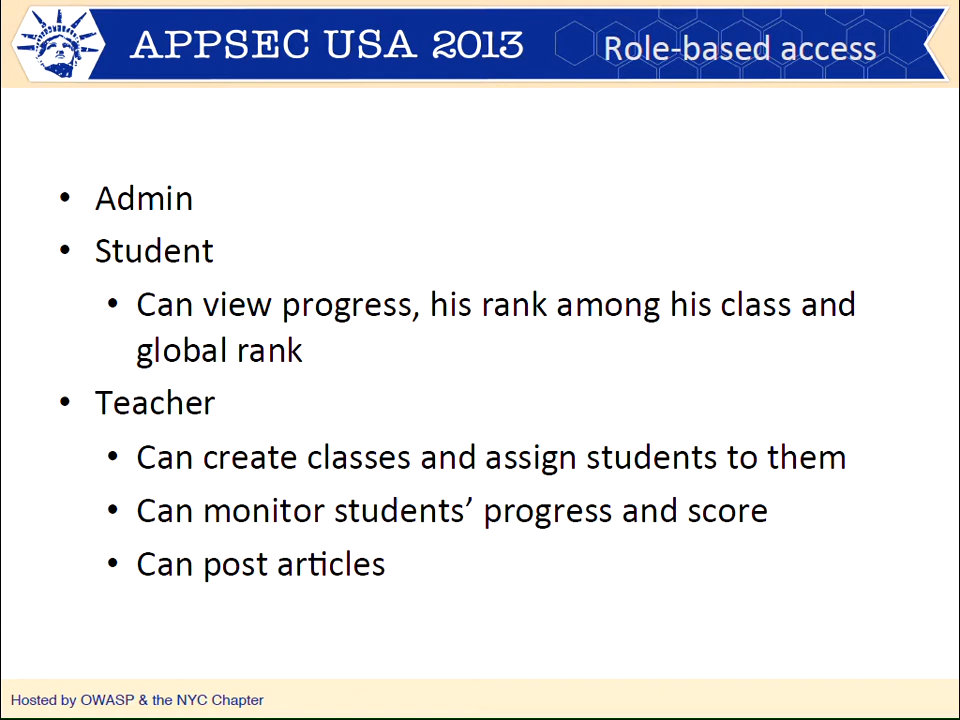 APPSEC USA 2013
Role-based access
• Admin
• Student
• Can view progress, his rank among his class and
global rank
• Teacher
• Can create classes and assign students to them
• Can monitor students’ progress and score
• Can post articles
Hosted by OWASP & the NYC Chapter